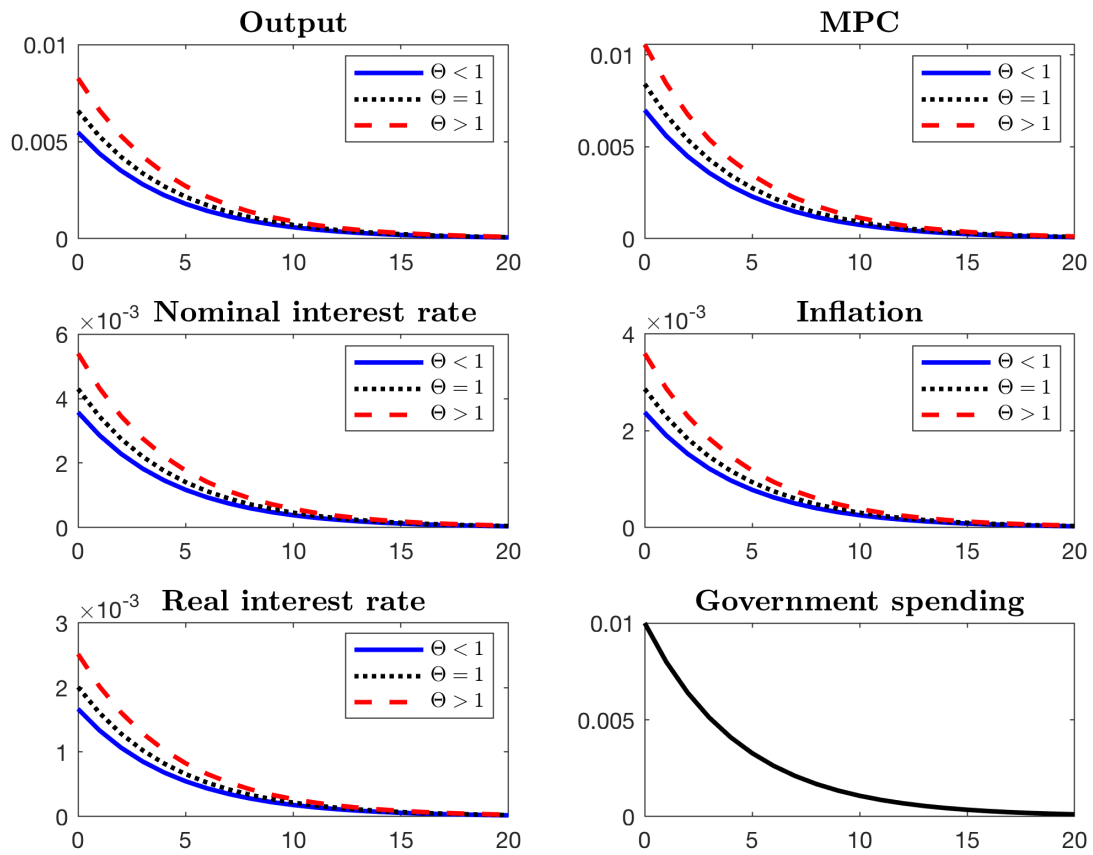 Output
0.01
0.005
0
0 5 10 15 20
Θ < 1
Θ = 1
Θ > 1
MPC
0.01
0.005
0
0 5 10 15 20
Θ < 1
Θ = 1
Θ > 1
Nominal interest rate
×10⁻³
6
4
2
0
0 5 10 15 20
Θ < 1
Θ = 1
Θ > 1
Inflation
×10⁻³
4
2
0
0 5 10 15 20
Θ < 1
Θ = 1
Θ > 1
Real interest rate
×10⁻³
3
2
1
0
0 5 10 15 20
Θ < 1
Θ = 1
Θ > 1
Government spending
0.01
0.005
0
0 5 10 15 20